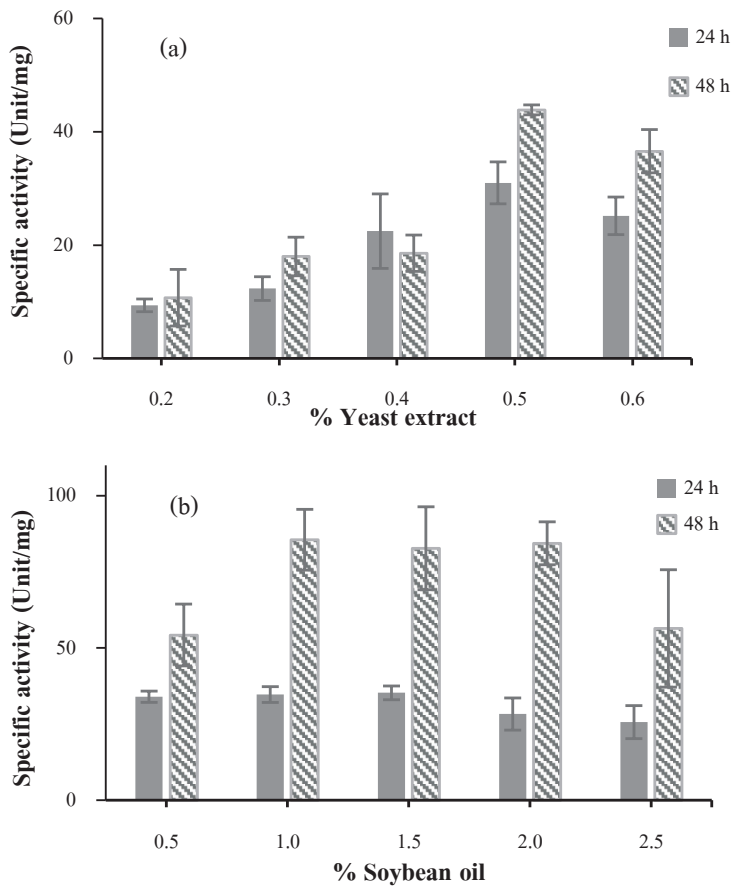 60
(a)
24 h
48 h
40
20
0
Specific activity (Unit/mg)
0.2 0.3 0.4 0.5 0.6
% Yeast extract
100
(b)
24 h
48 h
50
0
Specific activity (Unit/mg)
0.5 1.0 1.5 2.0 2.5
% Soybean oil